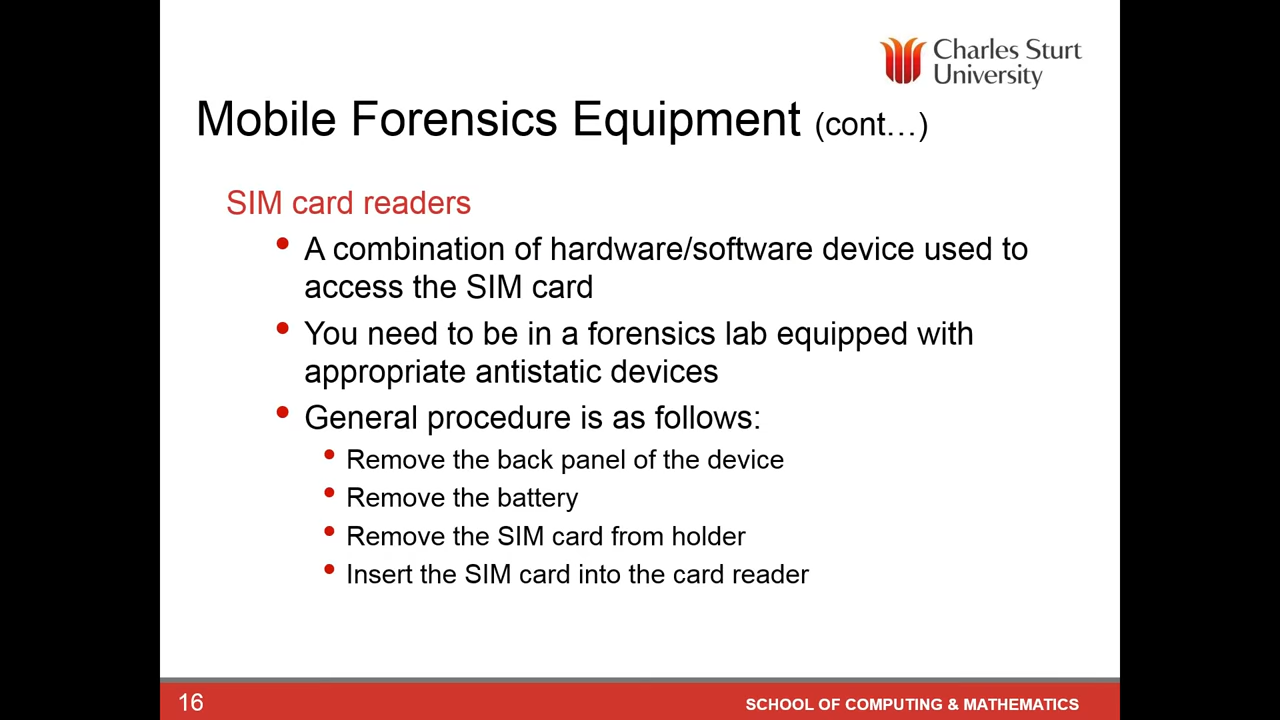 Charles Sturt
University
Mobile Forensics Equipment (cont…)
SIM card readers
• A combination of hardware/software device used to
access the SIM card
• You need to be in a forensics lab equipped with
appropriate antistatic devices
• General procedure is as follows:
• Remove the back panel of the device
• Remove the battery
• Remove the SIM card from holder
• Insert the SIM card into the card reader
16
SCHOOL OF COMPUTING & MATHEMATICS